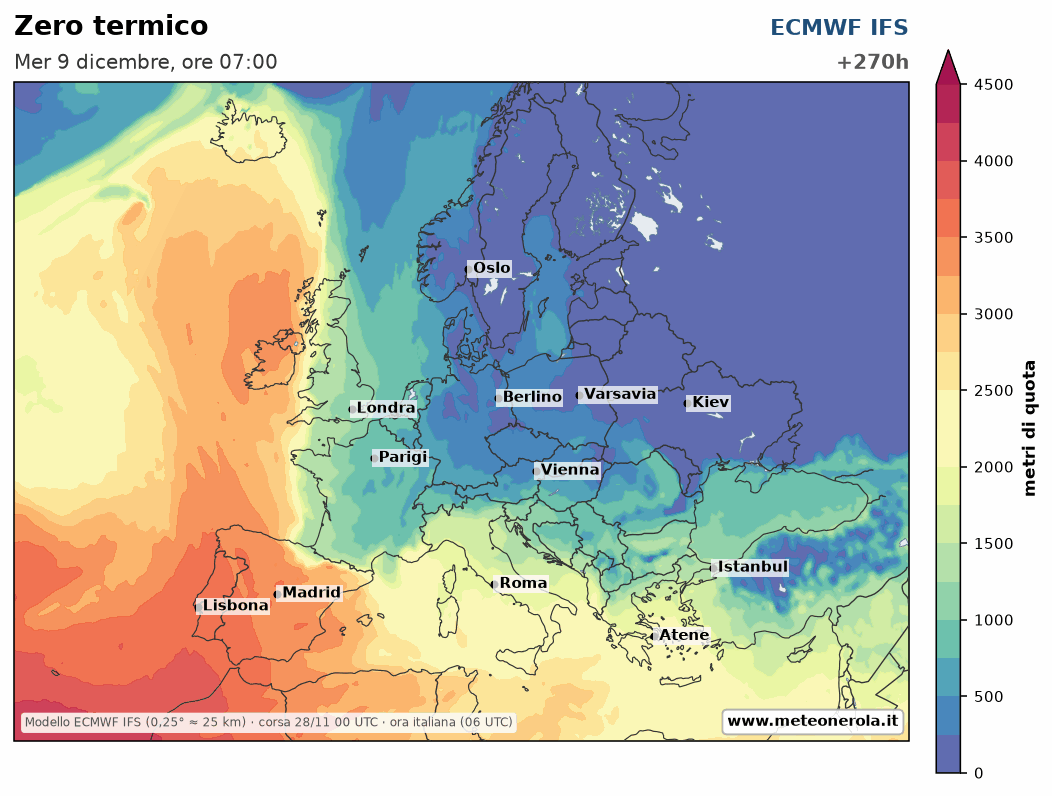 Zero termico
ECMWF IFS
Mer 9 dicembre, ore 07:00
+270h
4500
4000
3500
3000
2500
2000
1500
1000
500
0
metri di quota
Oslo
Londra
Berlino
Varsavia
Kiev
Parigi
Vienna
Roma
Istanbul
Madrid
Lisbona
Atene
Modello ECMWF IFS (0,25° ≈ 25 km) · corsa 28/11 00 UTC · ora italiana (06 UTC)
www.meteonerola.it